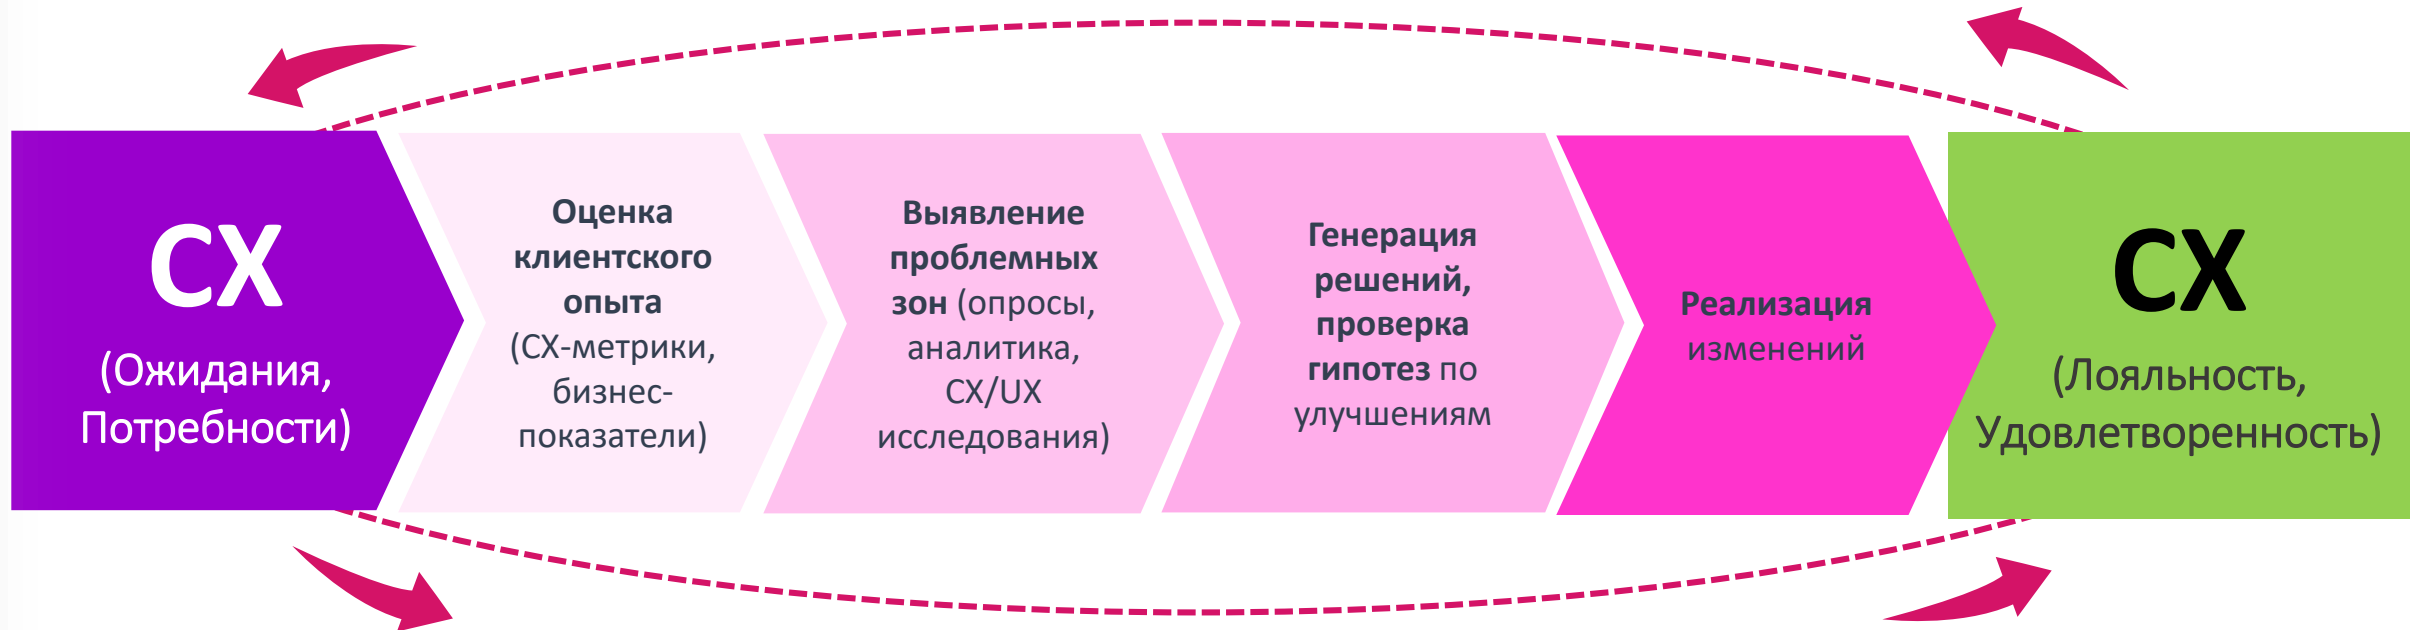 CX
(Ожидания,
Потребности)
Оценка
клиентского
опыта
(CX-метрики,
бизнес-
показатели)
Выявление
проблемных
зон (опросы,
аналитика,
CX/UX
исследования)
Генерация
решений,
проверка
гипотез по
улучшениям
Реализация
изменений
CX
(Лояльность,
Удовлетворенность)